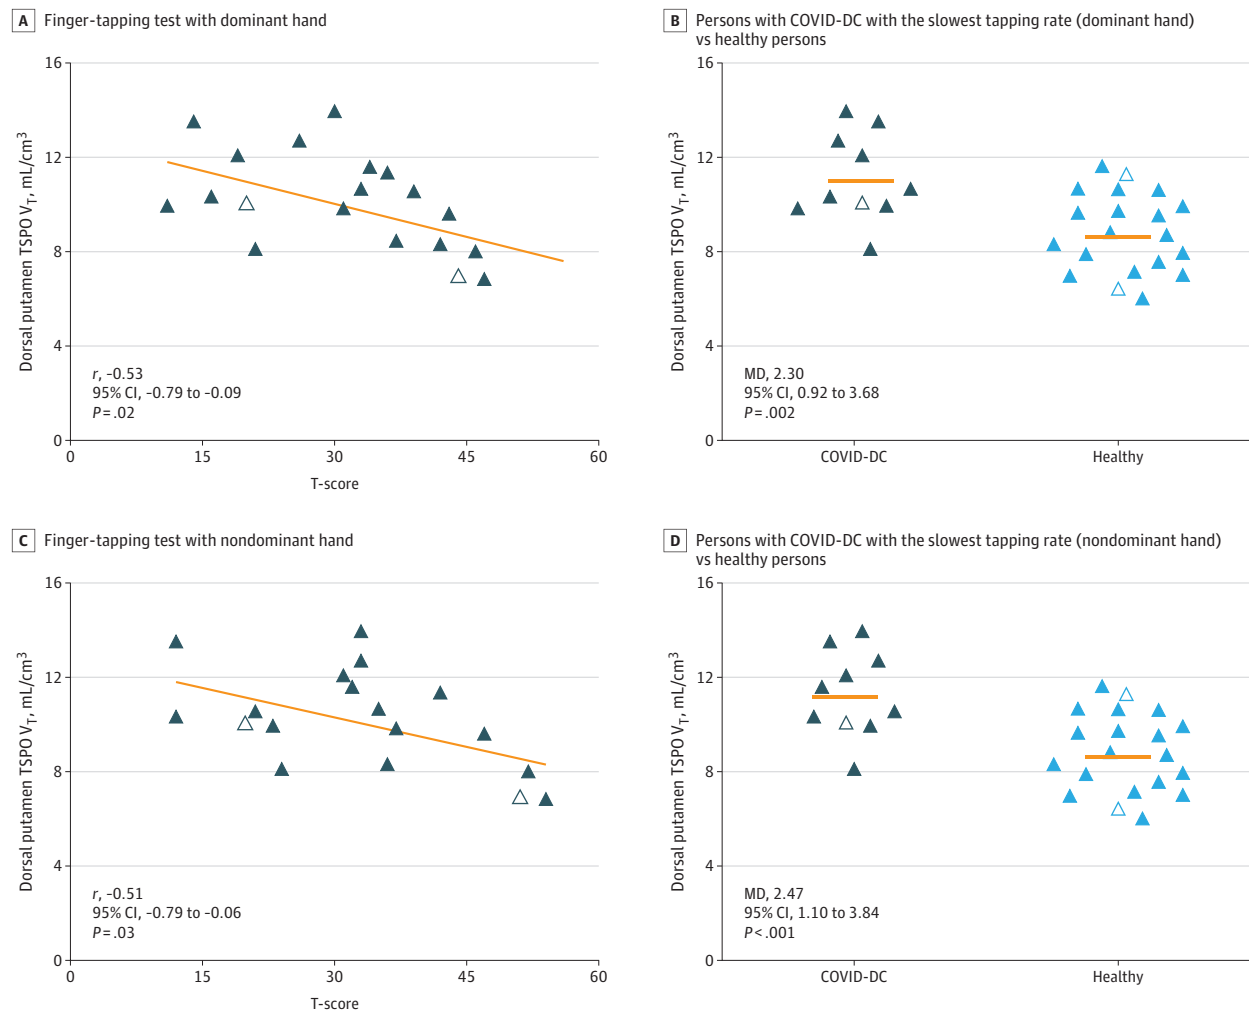 A Finger-tapping test with dominant hand
16
12
8
4
0
Dorsal putamen TSPO VT, mL/cm3
r, -0.53
95% CI, -0.79 to -0.09
P = .02
0 15 30 45 60
T-score
B Persons with COVID-DC with the slowest tapping rate (dominant hand)
vs healthy persons
16
12
8
4
0
Dorsal putamen TSPO VT, mL/cm3
MD, 2.30
95% CI, 0.92 to 3.68
P = .002
COVID-DC Healthy
C Finger-tapping test with nondominant hand
16
12
8
4
0
Dorsal putamen TSPO VT, mL/cm3
r, -0.51
95% CI, -0.79 to -0.06
P = .03
0 15 30 45 60
T-score
D Persons with COVID-DC with the slowest tapping rate (nondominant hand)
vs healthy persons
16
12
8
4
0
Dorsal putamen TSPO VT, mL/cm3
MD, 2.47
95% CI, 1.10 to 3.84
P < .001
COVID-DC Healthy